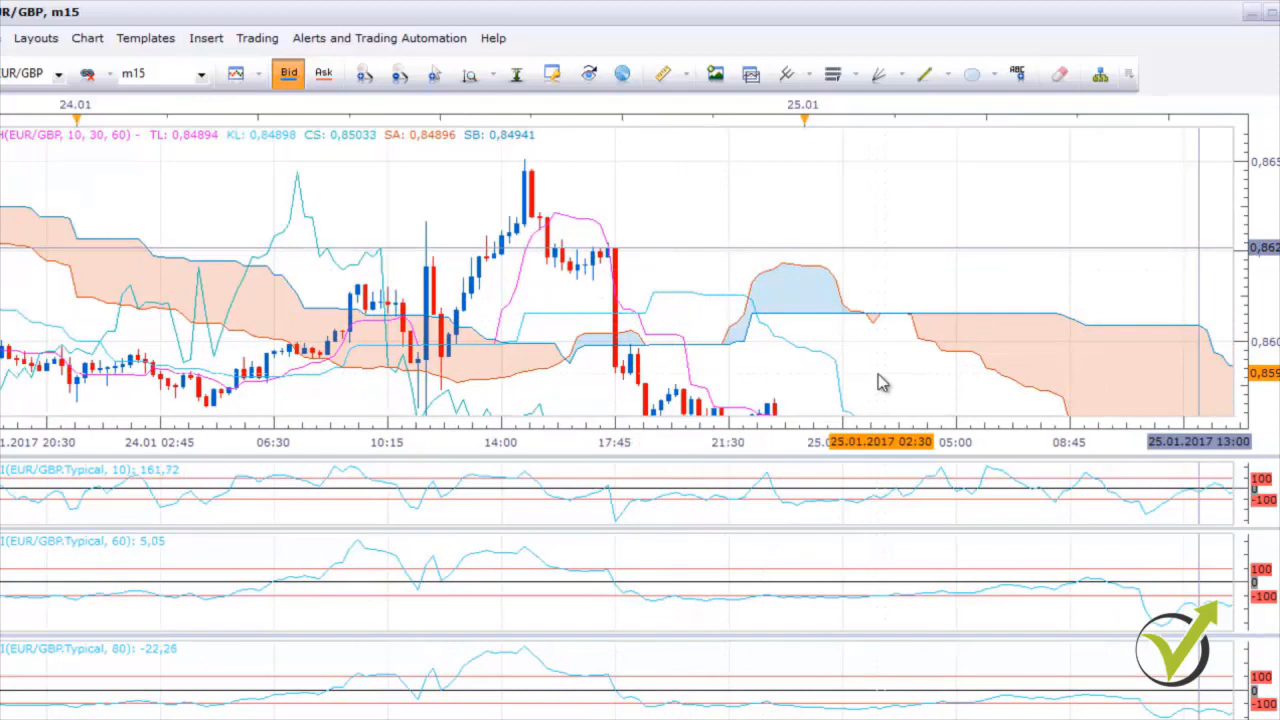 UR/GBP, m15
Layouts Chart Templates Insert Trading Alerts and Trading Automation Help
UR/GBP m15 Bid Ask ABC
24.01 25.01
H(EUR/GBP, 10, 30, 60) - TL: 0,84894 KL: 0,84898 CS: 0,85033 SA: 0,84896 SB: 0,84941
0,865
0,862
0,860
0,859
.1.2017 20:30 24.01 02:45 06:30 10:15 14:00 17:45 21:30 25.0 25.01.2017 02:30 05:00 08:45 25.01.2017 13:00
I(EUR/GBP.Typical, 10): 161,72
100
0
-100
I(EUR/GBP.Typical, 60): 5,05
100
0
-100
I(EUR/GBP.Typical, 80): -22,26
100
0
-100